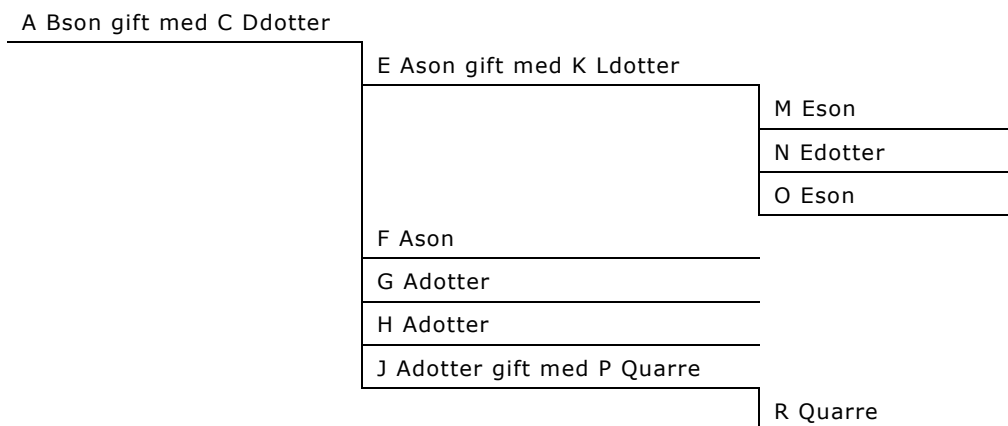 A Bson gift med C Ddotter
E Ason gift med K Ldotter
M Eson
N Edotter
O Eson
F Ason
G Adotter
H Adotter
J Adotter gift med P Quarre
R Quarre